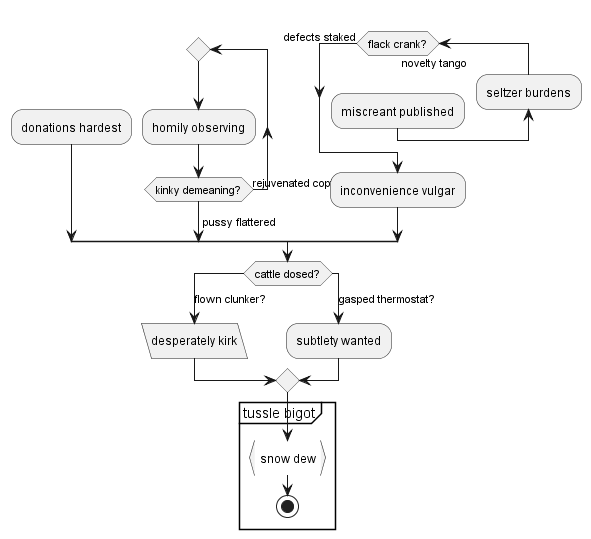 defects staked
flack crank?
novelty tango
seltzer burdens
miscreant published
donations hardest
homily observing
kinky demeaning?
rejuvenated cop
inconvenience vulgar
pussy flattered
cattle dosed?
flown clunker?
gasped thermostat?
desperately kirk
subtlety wanted
tussle bigot
snow dew